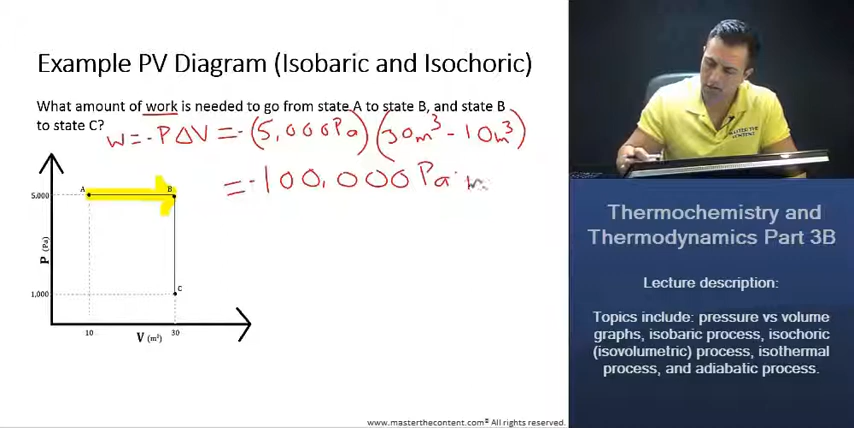 Example PV Diagram (Isobaric and Isochoric)
What amount of work is needed to go from state A to state B, and state B
to state C?
W = -PΔV = -(5,000Pa)(30m³ - 10m³)
= -100,000 Pa·
A
B
5,000
P (Pa)
C
1,000
10
30
V (m³)
www.masterthecontent.com® All rights reserved.
MASTER THE
CONTENT
Thermochemistry and
Thermodynamics Part 3B
Lecture description:
Topics include: pressure vs volume
graphs, isobaric process, isochoric
(isovolumetric) process, isothermal
process, and adiabatic process.